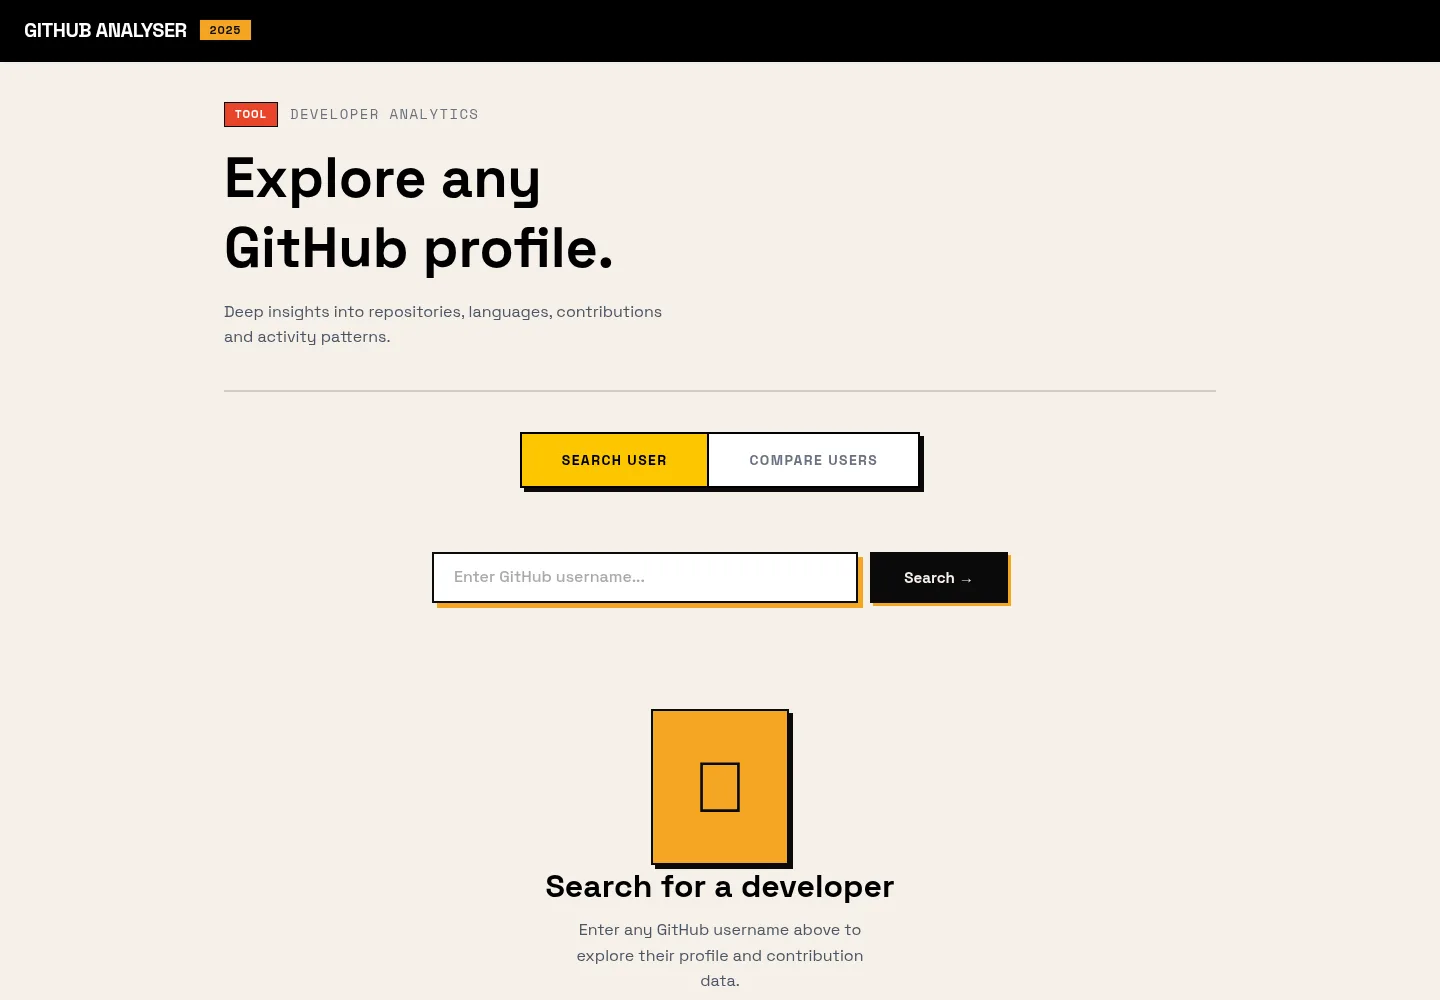 GITHUB ANALYSER 2025
TOOL DEVELOPER ANALYTICS
Explore any
GitHub profile.
Deep insights into repositories, languages, contributions
and activity patterns.
SEARCH USER COMPARE USERS
Enter GitHub username... Search →
Search for a developer
Enter any GitHub username above to
explore their profile and contribution
data.